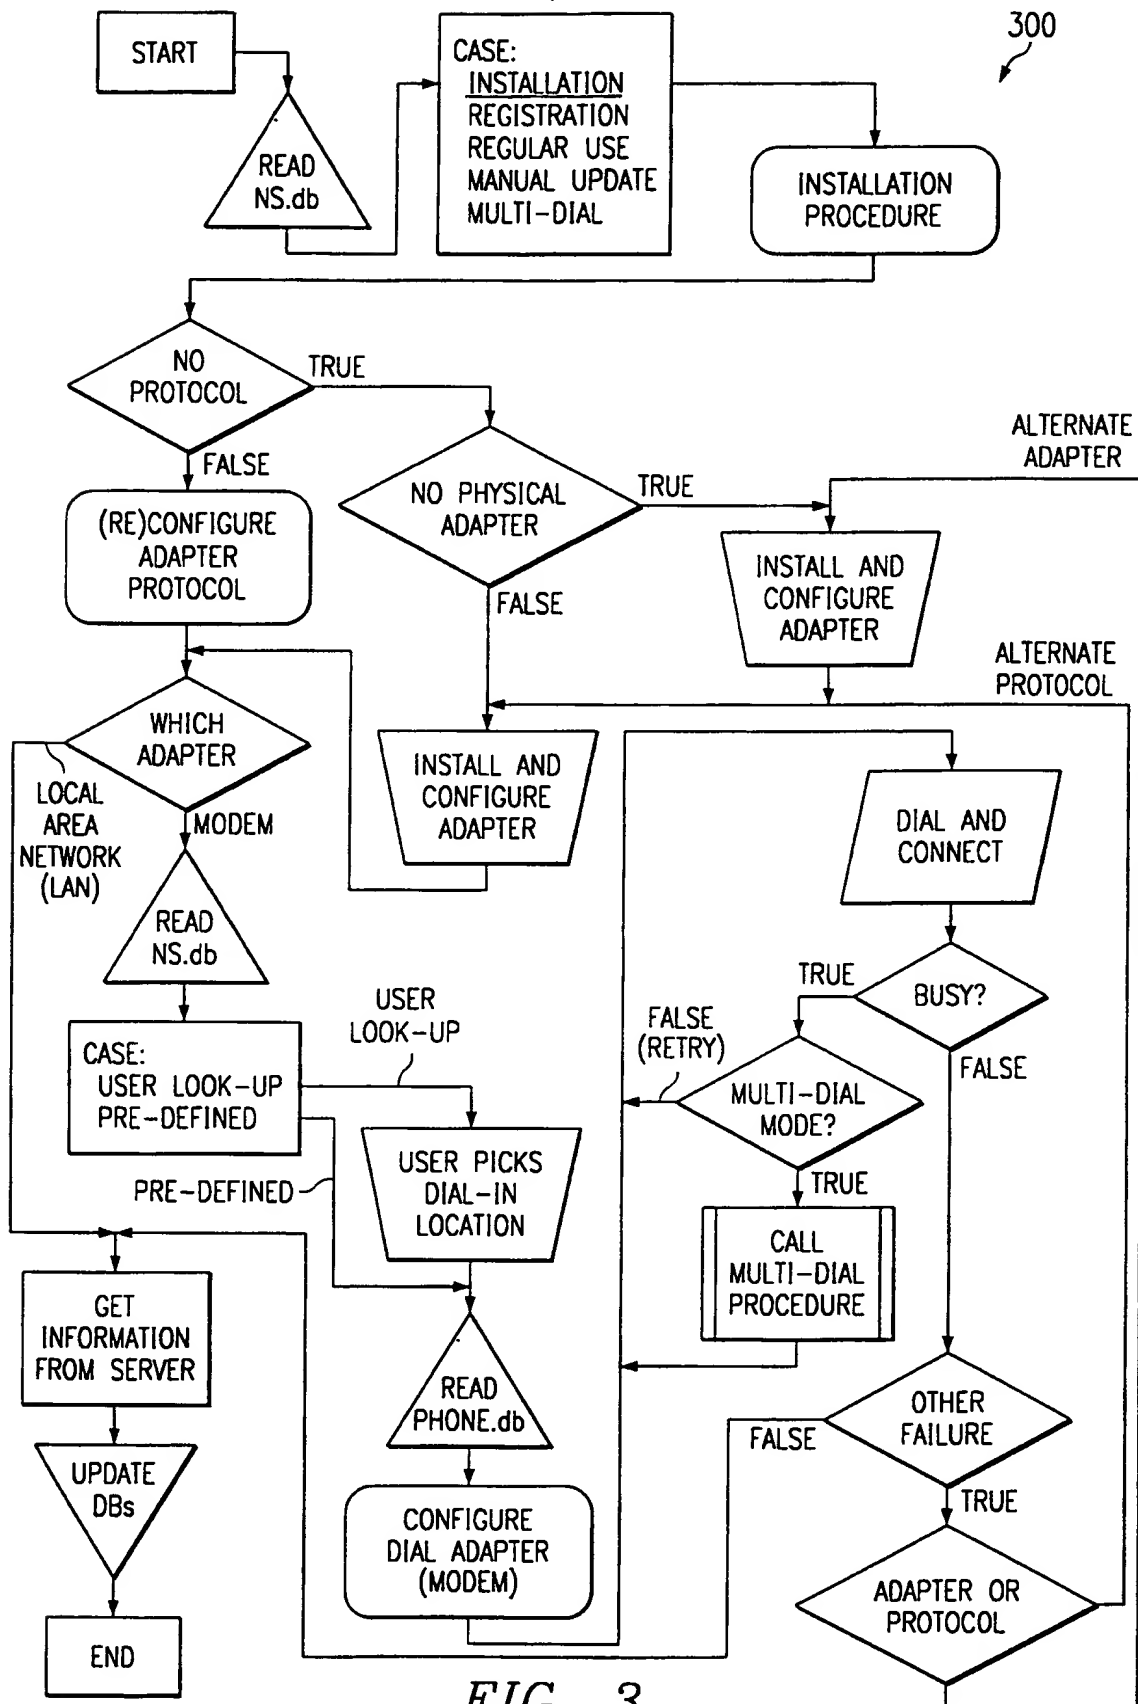 300
START
READ
NS.db
CASE:
INSTALLATION
REGISTRATION
REGULAR USE
MANUAL UPDATE
MULTI-DIAL
INSTALLATION
PROCEDURE
NO
PROTOCOL
TRUE
FALSE
NO PHYSICAL
ADAPTER
TRUE
FALSE
ALTERNATE
ADAPTER
(RE)CONFIGURE
ADAPTER
PROTOCOL
INSTALL AND
CONFIGURE
ADAPTER
ALTERNATE
PROTOCOL
WHICH
ADAPTER
LOCAL
AREA
NETWORK
(LAN)
MODEM
INSTALL AND
CONFIGURE
ADAPTER
DIAL AND
CONNECT
READ
NS.db
BUSY?
TRUE
FALSE
USER
LOOK-UP
FALSE
(RETRY)
CASE:
USER LOOK-UP
PRE-DEFINED
MULTI-DIAL
MODE?
TRUE
USER PICKS
DIAL-IN
LOCATION
PRE-DEFINED
CALL
MULTI-DIAL
PROCEDURE
GET
INFORMATION
FROM SERVER
READ
PHONE.db
OTHER
FAILURE
FALSE
TRUE
UPDATE
DBs
CONFIGURE
DIAL ADAPTER
(MODEM)
ADAPTER OR
PROTOCOL
END
FIG. 3